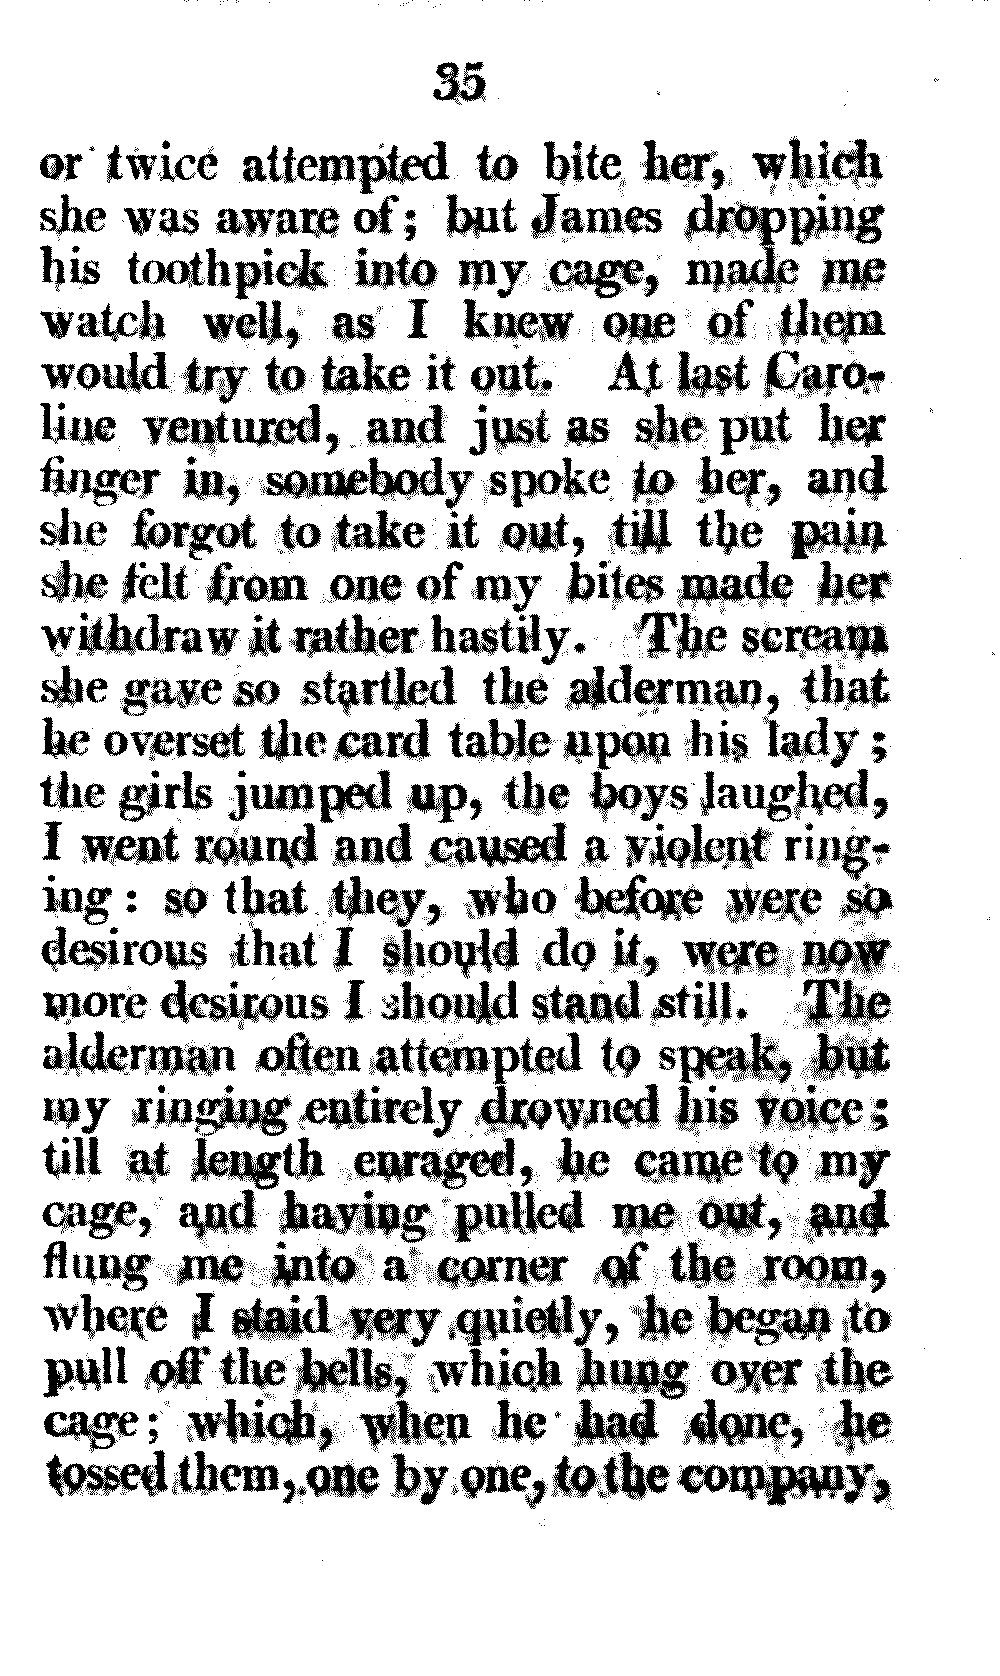 35
or twice attempted to bite her, which
she was aware of; but James dropping
his toothpick into my cage, made me
watch well, as I knew one of them
would try to take it out. At last Caro-
line ventured, and just as she put her
finger in, somebody spoke to her, and
she forgot to take it out, till the pain
she felt from one of my bites made her
withdraw it rather hastily. The scream
she gave so startled the alderman, that
he overset the card table upon his lady;
the girls jumped up, the boys laughed,
I went round and caused a violent ring-
ing: so that they, who before were so
desirous that I should do it, were now
more desirous I should stand still. The
alderman often attempted to speak, but
my ringing entirely drowned his voice;
till at length enraged, he came to my
cage, and having pulled me out, and
flung me into a corner of the room,
where I staid very quietly, he began to
pull off the bells, which hung over the
cage; which, when he had done, he
tossed them, one by one, to the company,